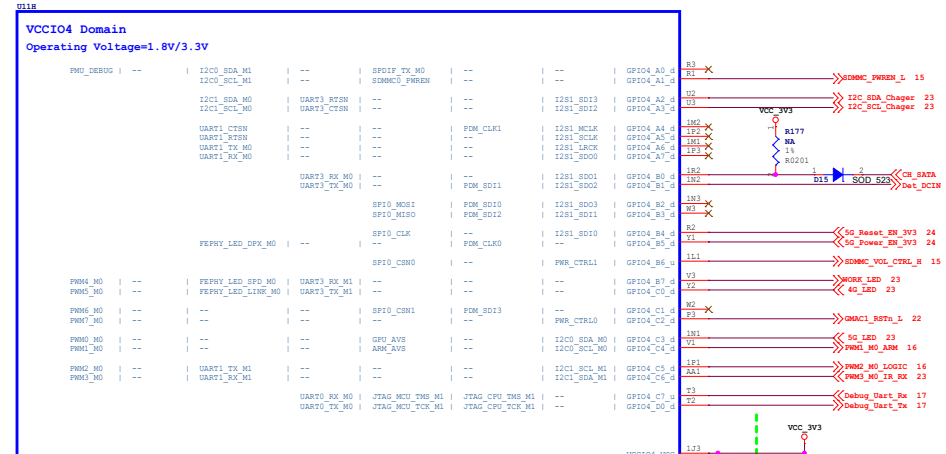 U11H
VCCIO4 Domain
Operating Voltage=1.8V/3.3V
PMU_DEBUG | -- | I2C0_SDA_M1 | -- | SPDIF_TX_M0 | -- | -- | GPIO4_A0_d R3
I2C0_SCL_M1 | -- | SDMMC0_PWREN | -- | -- | GPIO4_A1_d R1 SDMMC_PWREN_L 15
I2C1_SDA_M0 | UART3_RTSN | -- | -- | I2S1_SDI3 | GPIO4_A2_d U2 I2C_SDA_Chager 23
I2C1_SCL_M0 | UART3_CTSN | -- | -- | I2S1_SDI2 | GPIO4_A3_d U3 I2C_SCL_Chager 23
VCC_3V3
UART1_CTSN | -- | -- | PDM_CLK1 | I2S1_MCLK | GPIO4_A4_d 1M2
UART1_RTSN | -- | -- | -- | I2S1_SCLK | GPIO4_A5_d 1P2
UART1_TX_M0 | -- | -- | -- | I2S1_LRCK | GPIO4_A6_d 1M1
UART1_RX_M0 | -- | -- | -- | I2S1_SDO0 | GPIO4_A7_d 1P3
1
R177
NA
1%
R0201
2
UART3_RX_M0 | -- | -- | I2S1_SDO1 | GPIO4_B0_d 1R2 1 D15 2 SOD_523 CH_SATA
UART3_TX_M0 | -- | PDM_SDI1 | I2S1_SDO2 | GPIO4_B1_d 1N2 Det_DCIN
SPI0_MOSI | PDM_SDI0 | I2S1_SDO3 | GPIO4_B2_d 1N3
SPI0_MISO | PDM_SDI2 | I2S1_SDI1 | GPIO4_B3_d W3
SPI0_CLK | -- | I2S1_SDI0 | GPIO4_B4_d R2 5G_Reset_EN_3V3 24
FEPHY_LED_DPX_M0 | -- | -- | PDM_CLK0 | -- | GPIO4_B5_d Y1 5G_Power_EN_3V3 24
SPI0_CSN0 | -- | PWR_CTRL1 | GPIO4_B6_u 1L1 SDMMC_VOL_CTRL_H 15
PWM4_M0 | -- | FEPHY_LED_SPD_M0 | UART3_RX_M1 | -- | -- | -- | GPIO4_B7_d V3 WORK_LED 23
PWM5_M0 | -- | FEPHY_LED_LINK_M0 | UART3_TX_M1 | -- | -- | -- | GPIO4_C0_d Y2 4G_LED 23
PWM6_M0 | -- | -- | -- | SPI0_CSN1 | PDM_SDI3 | -- | GPIO4_C1_d W2
PWM7_M0 | -- | -- | -- | -- | -- | PWR_CTRL0 | GPIO4_C2_d P3 GMAC1_RSTn_L 22
PWM0_M0 | -- | -- | -- | GPU_AVS | -- | I2C0_SDA_M0 | GPIO4_C3_d 1N1 5G_LED 23
PWM1_M0 | -- | -- | -- | ARM_AVS | -- | I2C0_SCL_M0 | GPIO4_C4_d V1 PWM1_M0_ARM 16
PWM2_M0 | -- | UART1_TX_M1 | -- | -- | -- | I2C1_SCL_M1 | GPIO4_C5_d 1P1 PWM2_M0_LOGIC 16
PWM3_M0 | -- | UART1_RX_M1 | -- | -- | -- | I2C1_SDA_M1 | GPIO4_C6_d AA1 PWM3_M0_IR_RX 23
UART0_RX_M0 | JTAG_MCU_TMS_M1 | JTAG_CPU_TMS_M1 | -- | GPIO4_C7_u T3 Debug_Uart_Rx 17
UART0_TX_M0 | JTAG_MCU_TCK_M1 | JTAG_CPU_TCK_M1 | -- | GPIO4_D0_d T2 Debug_Uart_Tx 17
VCC_3V3
1J3